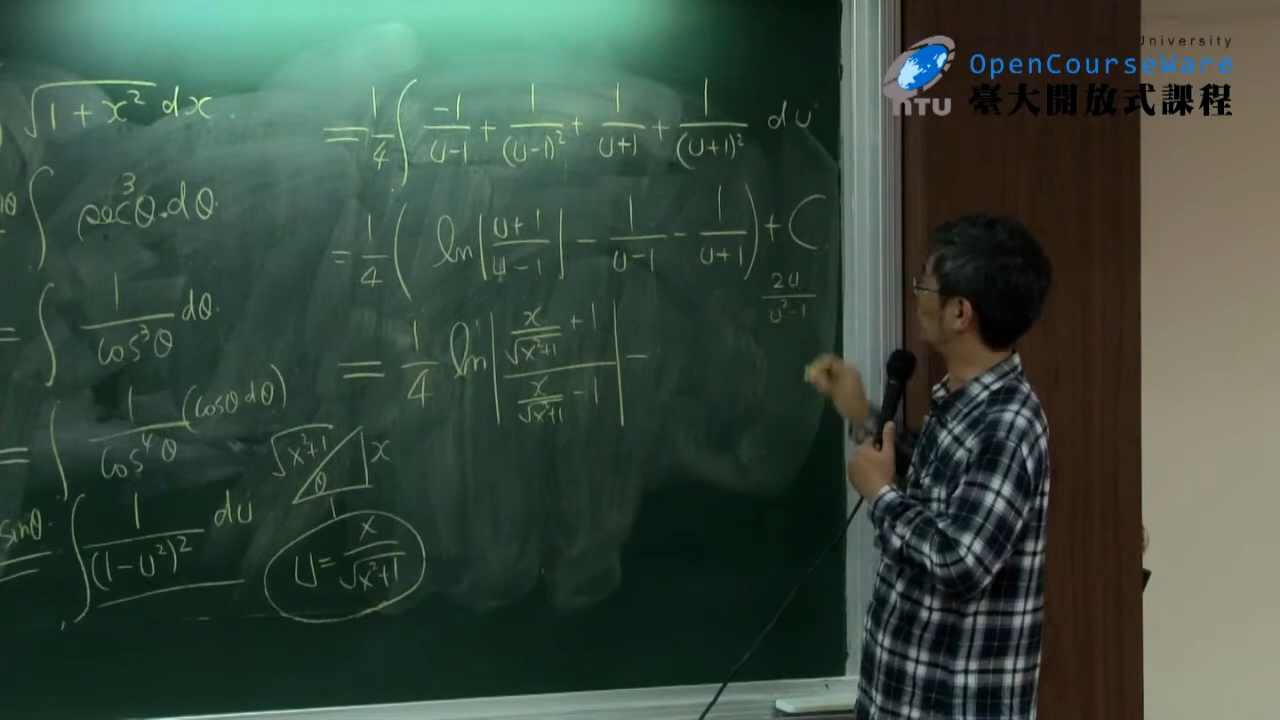 University
OpenCourseWare
NTU 臺大開放式課程
√(1+x²) dx
∫ sec³θ·dθ
= ∫ 1/cos³θ dθ
= ∫ 1/cos⁴θ (cosθdθ)
sinθ ∫ 1/(1-u²)² du
√(x²+1) x θ 1
u = x/√(x²+1)
= 1/4 ∫ -1/(u-1) + 1/(u-1)² + 1/(u+1) + 1/(u+1)² du
= 1/4 ( ln|(u+1)/(u-1)| - 1/(u-1) - 1/(u+1) ) + C
2u/(u²-1)
= 1/4 ln|(x/√(x²+1) + 1)/(x/√(x²+1) - 1)| -